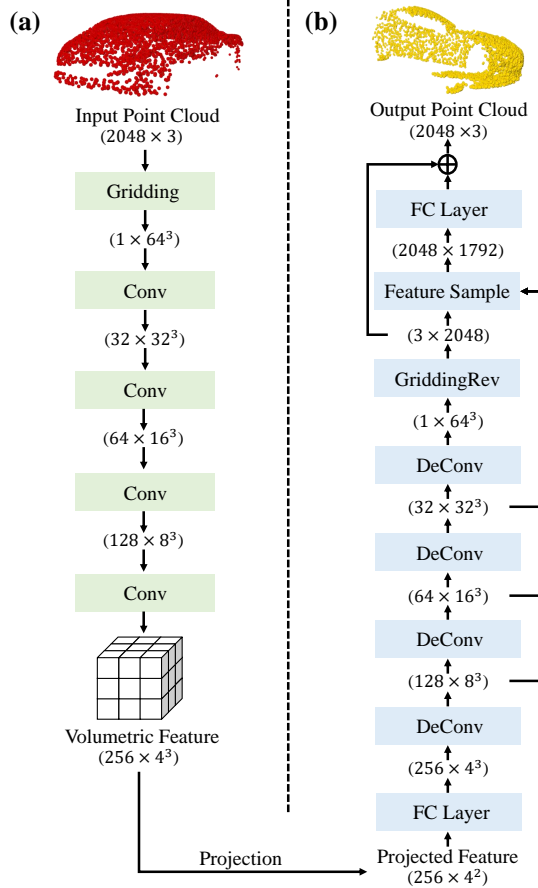 (a)
Input Point Cloud
(2048 × 3)
Gridding
(1 × 64³)
Conv
(32 × 32³)
Conv
(64 × 16³)
Conv
(128 × 8³)
Conv
Volumetric Feature
(256 × 4³)
Projection
(b)
Output Point Cloud
(2048 ×3)
FC Layer
(2048 × 1792)
Feature Sample
(3 × 2048)
GriddingRev
(1 × 64³)
DeConv
(32 × 32³)
DeConv
(64 × 16³)
DeConv
(128 × 8³)
DeConv
(256 × 4³)
FC Layer
Projected Feature
(256 × 4²)